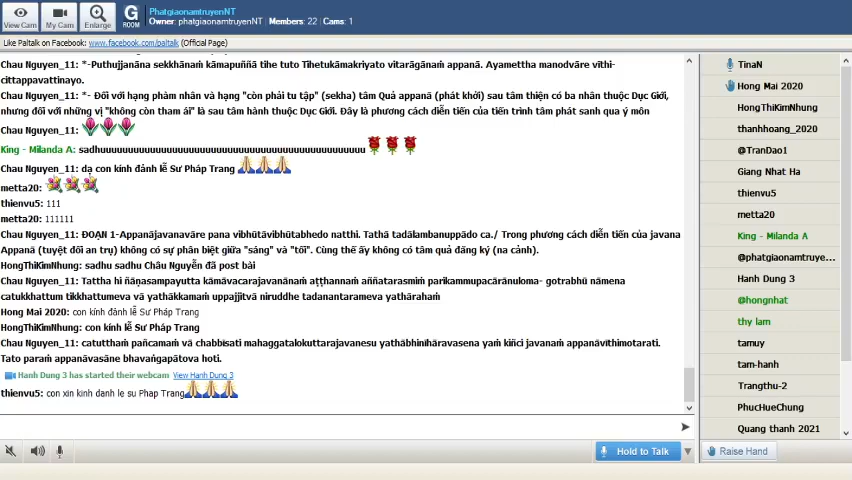 View Cam
My Cam
Enlarge
G
ROOM
PhatgiaonamtruyenNT
Owner: phatgiaonamtruyenNT | Members: 22 | Cams: 1
Like Paltalk on Facebook: www.facebook.com/paltalk (Official Page)
Chau Nguyen_11: *-Puthujjanāna sekkhānaṁ kāmapuññā tihe tuto Tihetukāmakriyato vitarāgānaṁ appanā. Ayamettha manodvāre vīthi-
cittappavattinayo.
Chau Nguyen_11: *- Đối với hạng phàm nhân và hạng "còn phải tu tập" (sekha) tâm Quả appanā (phát khởi) sau tâm thiện có ba nhân thuộc Dục Giới,
nhưng đối với những vị "không còn tham ái" là sau tâm hành thuộc Dục Giới. Đây là phương cách diễn tiến của tiến trình tâm phát sanh qua ý môn
Chau Nguyen_11:
King - Milanda A: sadhuuuuuuuuuuuuuuuuuuuuuuuuuuuuuuuuuuuuuuuuuuuuu
Chau Nguyen_11: dạ con kính đảnh lễ Sư Pháp Trang
metta20:
thienvu5: 111
metta20: 111111
Chau Nguyen_11: ĐOẠN 1-Appanājavanavāre pana vibhūtāvibhūtabhedo natthi. Tathā tadālambanuppādo ca./ Trong phương cách diễn tiến của javana
Appanā (tuyệt đối an trụ) không có sự phân biệt giữa "sáng" và "tối". Cùng thế ấy không có tâm quả đăng ký (na cảnh).
HongThiKimNhung: sadhu sadhu Châu Nguyễn đã post bài
Chau Nguyen_11: Tattha hi ñāṇasampayutta kāmāvacarajavanānaṁ aṭṭhannaṁ aññatarasmiṁ parikammupacārānuloma- gotrabhū nāmena
catukkhattum tikkhattumeva vā yathākkamaṁ uppajjitvā niruddhe tadanantarameva yathārahaṁ
Hong Mai 2020: con kính đảnh lễ Sư Pháp Trang
HongThiKimNhung: con kính lễ Sư Pháp Trang
Chau Nguyen_11: catutthaṁ pañcamaṁ vā chabbisati mahaggatalokuttarajavanesu yathābhinihāravasena yaṁ kiñci javanaṁ appanāvīthimotarati.
Tato paraṁ appanāvasāne bhavaṅgapātova hoti.
Hanh Dung 3 has started their webcam View Hanh Dung 3
thienvu5: con xin kinh danh le su Phap Trang
Hold to Talk
TinaN
Hong Mai 2020
HongThiKimNhung
thanhhoang_2020
@TranDao1
Giang Nhat Ha
thienvu5
metta20
King - Milanda A
@phatgiaonamtruye...
Hanh Dung 3
@hongnhat
thy lam
tamuy
tam-hanh
Trangthu-2
PhucHueChung
Quang thanh 2021
Raise Hand